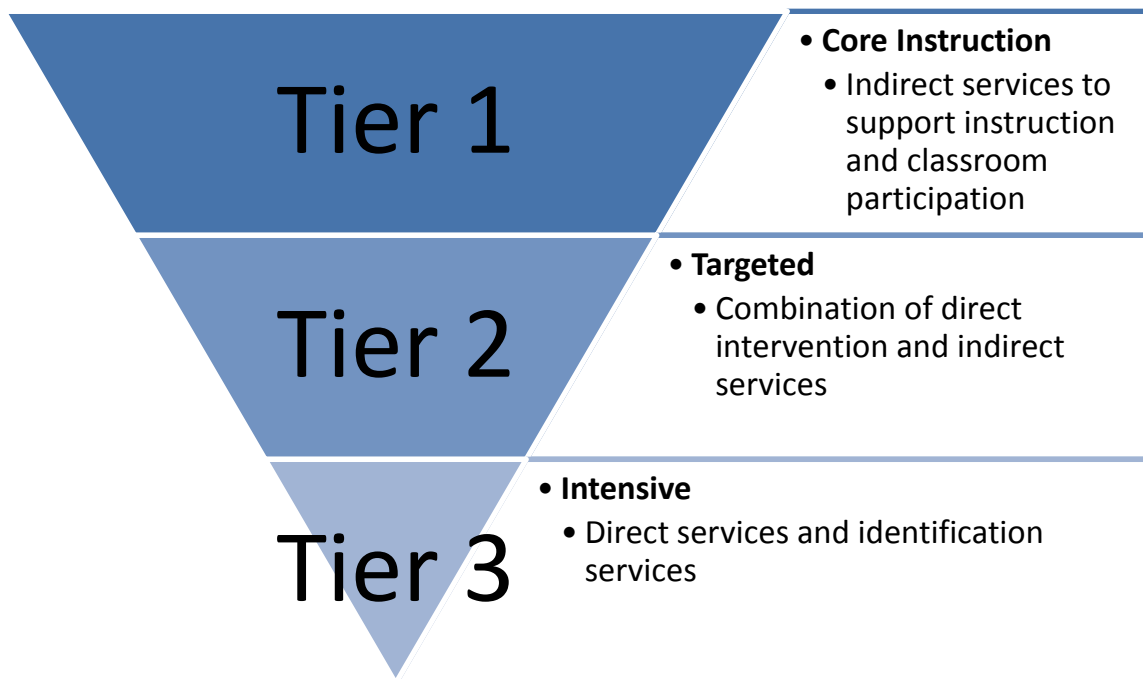 Tier 1
• Core Instruction
• Indirect services to
support instruction
and classroom
participation
Tier 2
• Targeted
• Combination of direct
intervention and indirect
services
Tier 3
• Intensive
• Direct services and identification
services